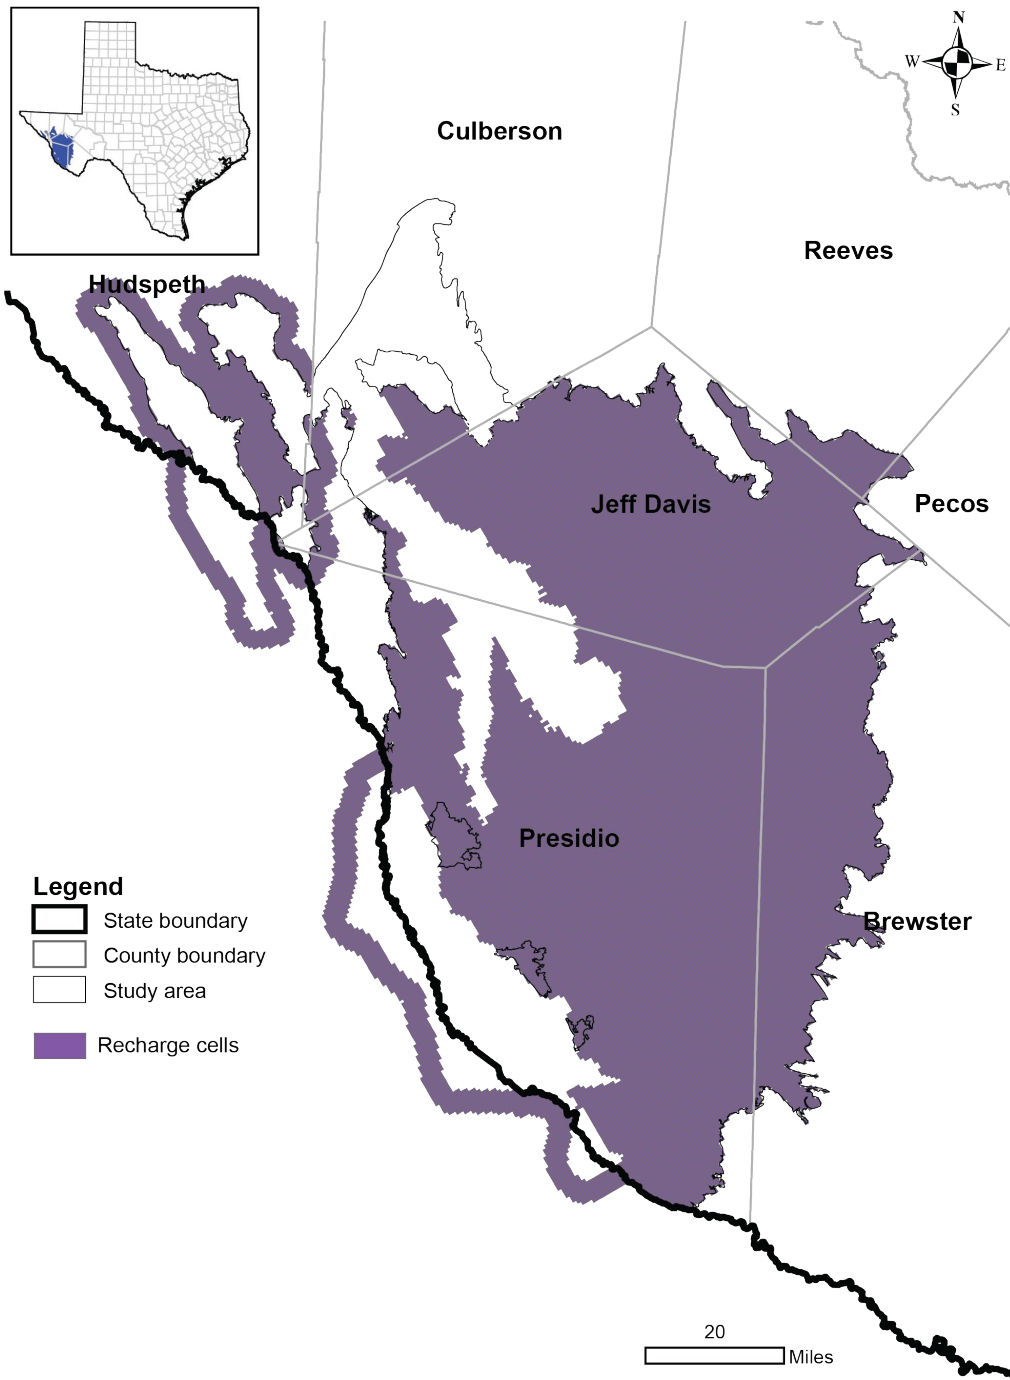 N
W
E
S
Culberson
Reeves
Hudspeth
Jeff Davis
Pecos
Presidio
Brewster
Legend
State boundary
County boundary
Study area
Recharge cells
20
Miles